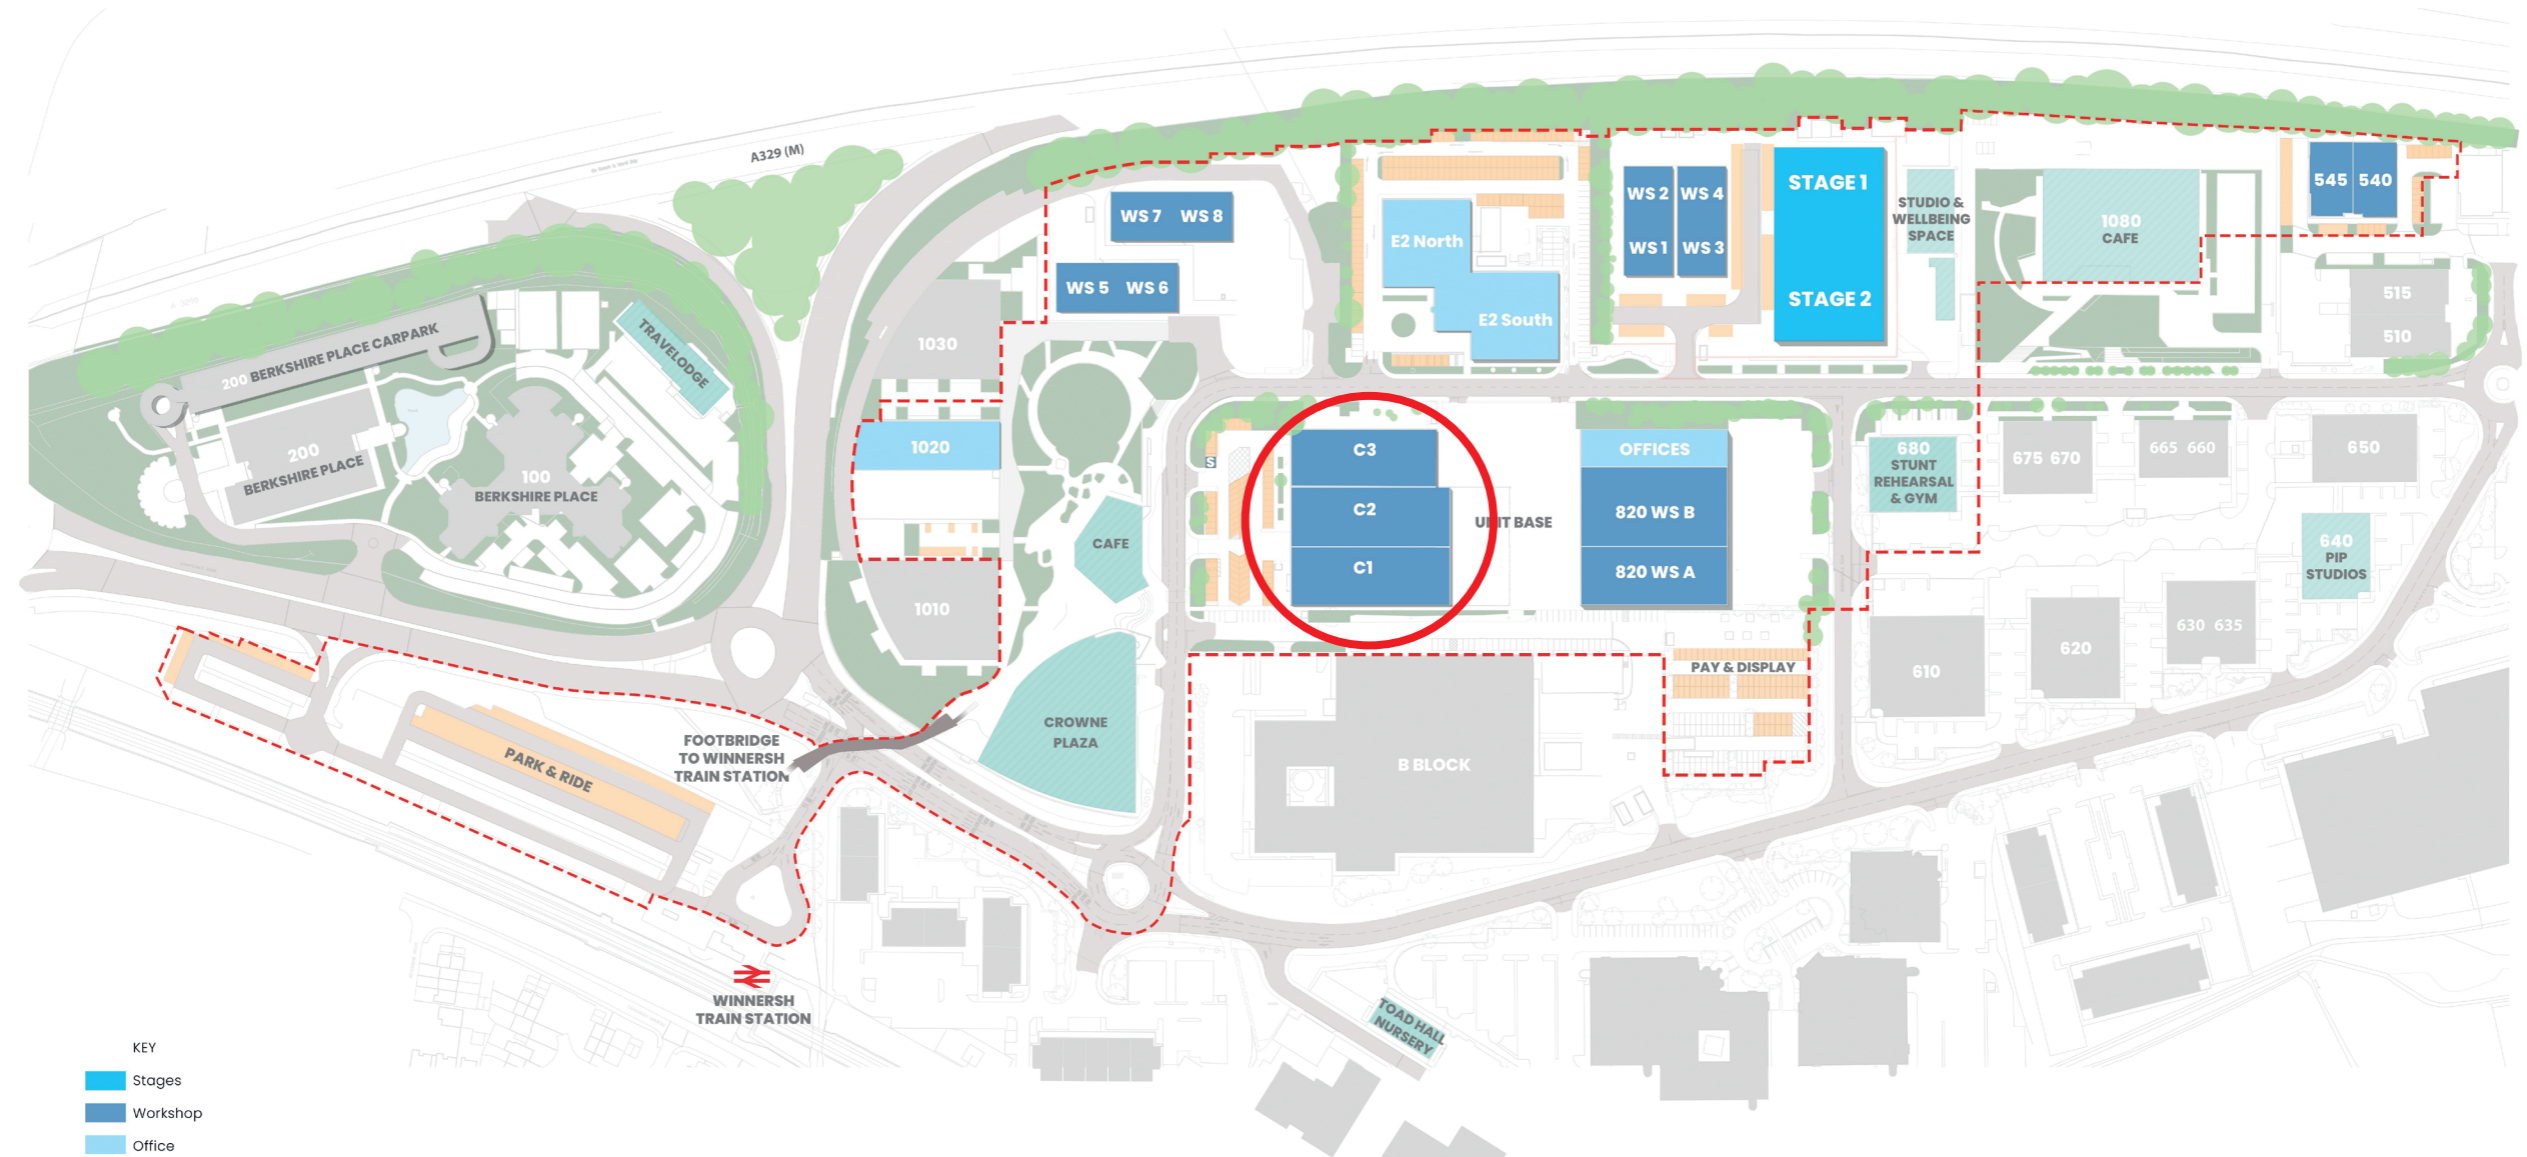 A329 (M)
200 BERKSHIRE PLACE CARPARK
TRAVELODGE
200
BERKSHIRE PLACE
100
BERKSHIRE PLACE
1030
1020
1010
WS 7 WS 8
WS 5 WS 6
E2 North
E2 South
WS 2 WS 4
WS 1 WS 3
STAGE 1
STAGE 2
STUDIO &
WELLBEING
SPACE
1080
CAFE
545 540
515
510
S
C3
C2
C1
UNIT BASE
OFFICES
820 WS B
820 WS A
680
STUNT
REHEARSAL
& GYM
675 670
665 660
650
640
PIP
STUDIOS
CAFE
CROWNE
PLAZA
B BLOCK
PAY & DISPLAY
610
620
630 635
FOOTBRIDGE
TO WINNERSH
TRAIN STATION
PARK & RIDE
WINNERSH
TRAIN STATION
TOAD HALL
NURSERY
KEY
Stages
Workshop
Office